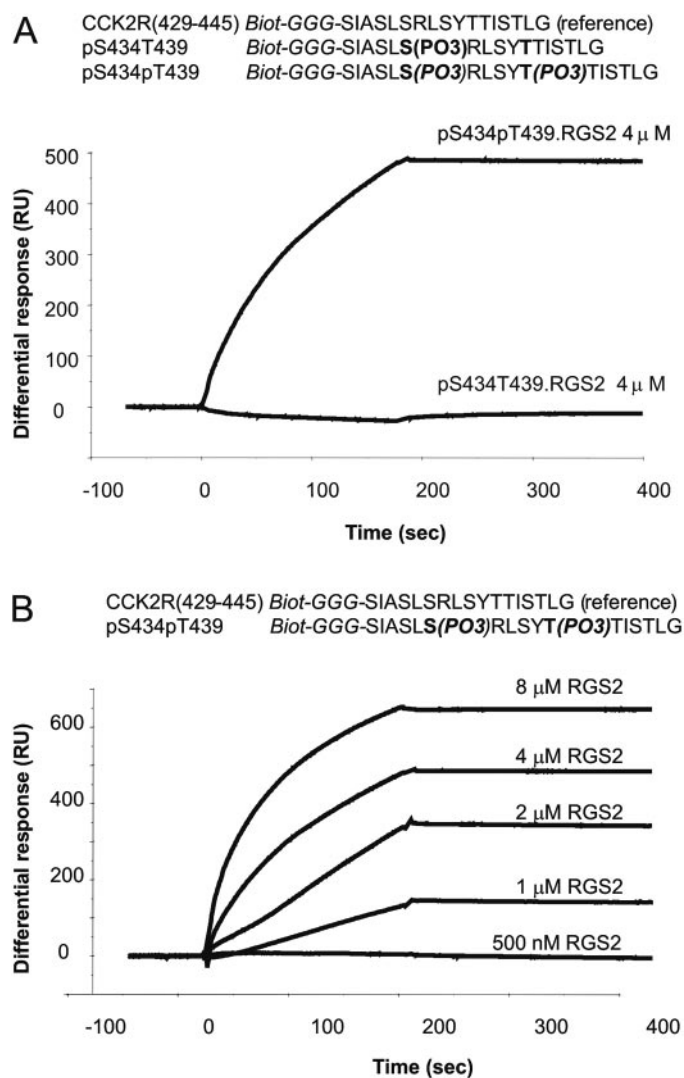 A
CCK2R(429-445) Biot-GGG-SIASLSRLSYTTISTLG (reference)
pS434T439 Biot-GGG-SIASLS(PO3)RLSYTTISTLG
pS434pT439 Biot-GGG-SIASLS(PO3)RLSYT(PO3)TISTLG
pS434pT439.RGS2 4 μ M
500
400
300
200
100
0
Differential response (RU)
pS434T439.RGS2 4 μ M
-100 0 100 200 300 400
Time (sec)
B
CCK2R(429-445) Biot-GGG-SIASLSRLSYTTISTLG (reference)
pS434pT439 Biot-GGG-SIASLS(PO3)RLSYT(PO3)TISTLG
8 μM RGS2
600
4 μM RGS2
400
2 μM RGS2
200
1 μM RGS2
0
500 nM RGS2
Differential response (RU)
-100 0 100 200 300 400
Time (sec)